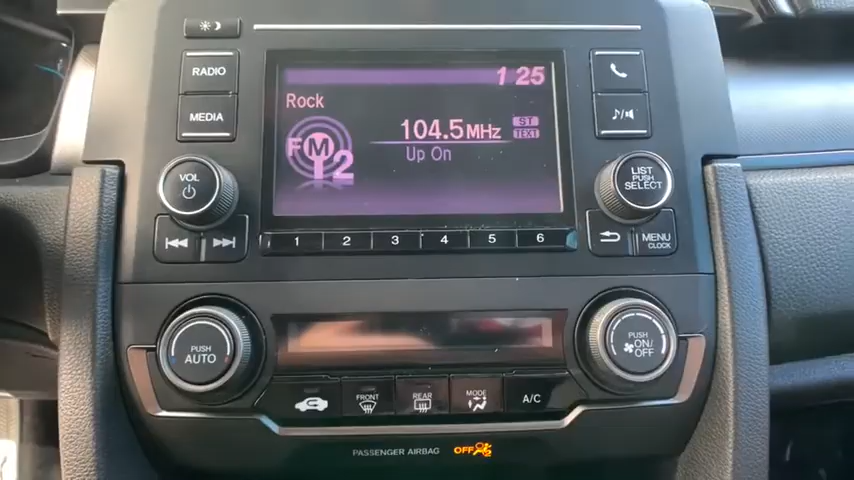 RADIO
MEDIA
VOL
1 25
Rock
FM
2
104.5MHz
Up On
ST
TEXT
LIST
PUSH
SELECT
MENU
CLOCK
1 2 3 4 5 6
PUSH
AUTO
PUSH
ON/
OFF
FRONT
REAR
MODE
A/C
PASSENGER AIRBAG
OFF